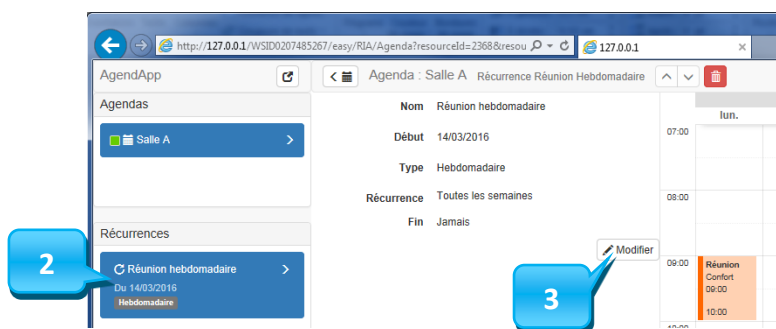 http://127.0.0.1/WSID0207485267/easy/RIA/Agenda?resourceId=2368&resou
127.0.0.1
AgendApp
Agenda : Salle A Récurrence Réunion Hebdomadaire
Agendas
Salle A
Nom Réunion hebdomadaire
Début 14/03/2016
Type Hebdomadaire
Récurrence Toutes les semaines
Fin Jamais
Modifier
Récurrences
Réunion hebdomadaire
Du 14/03/2016
Hebdomadaire
2
3
lun.
07:00
08:00
09:00
Réunion
Confort
09:00
10:00
10:00